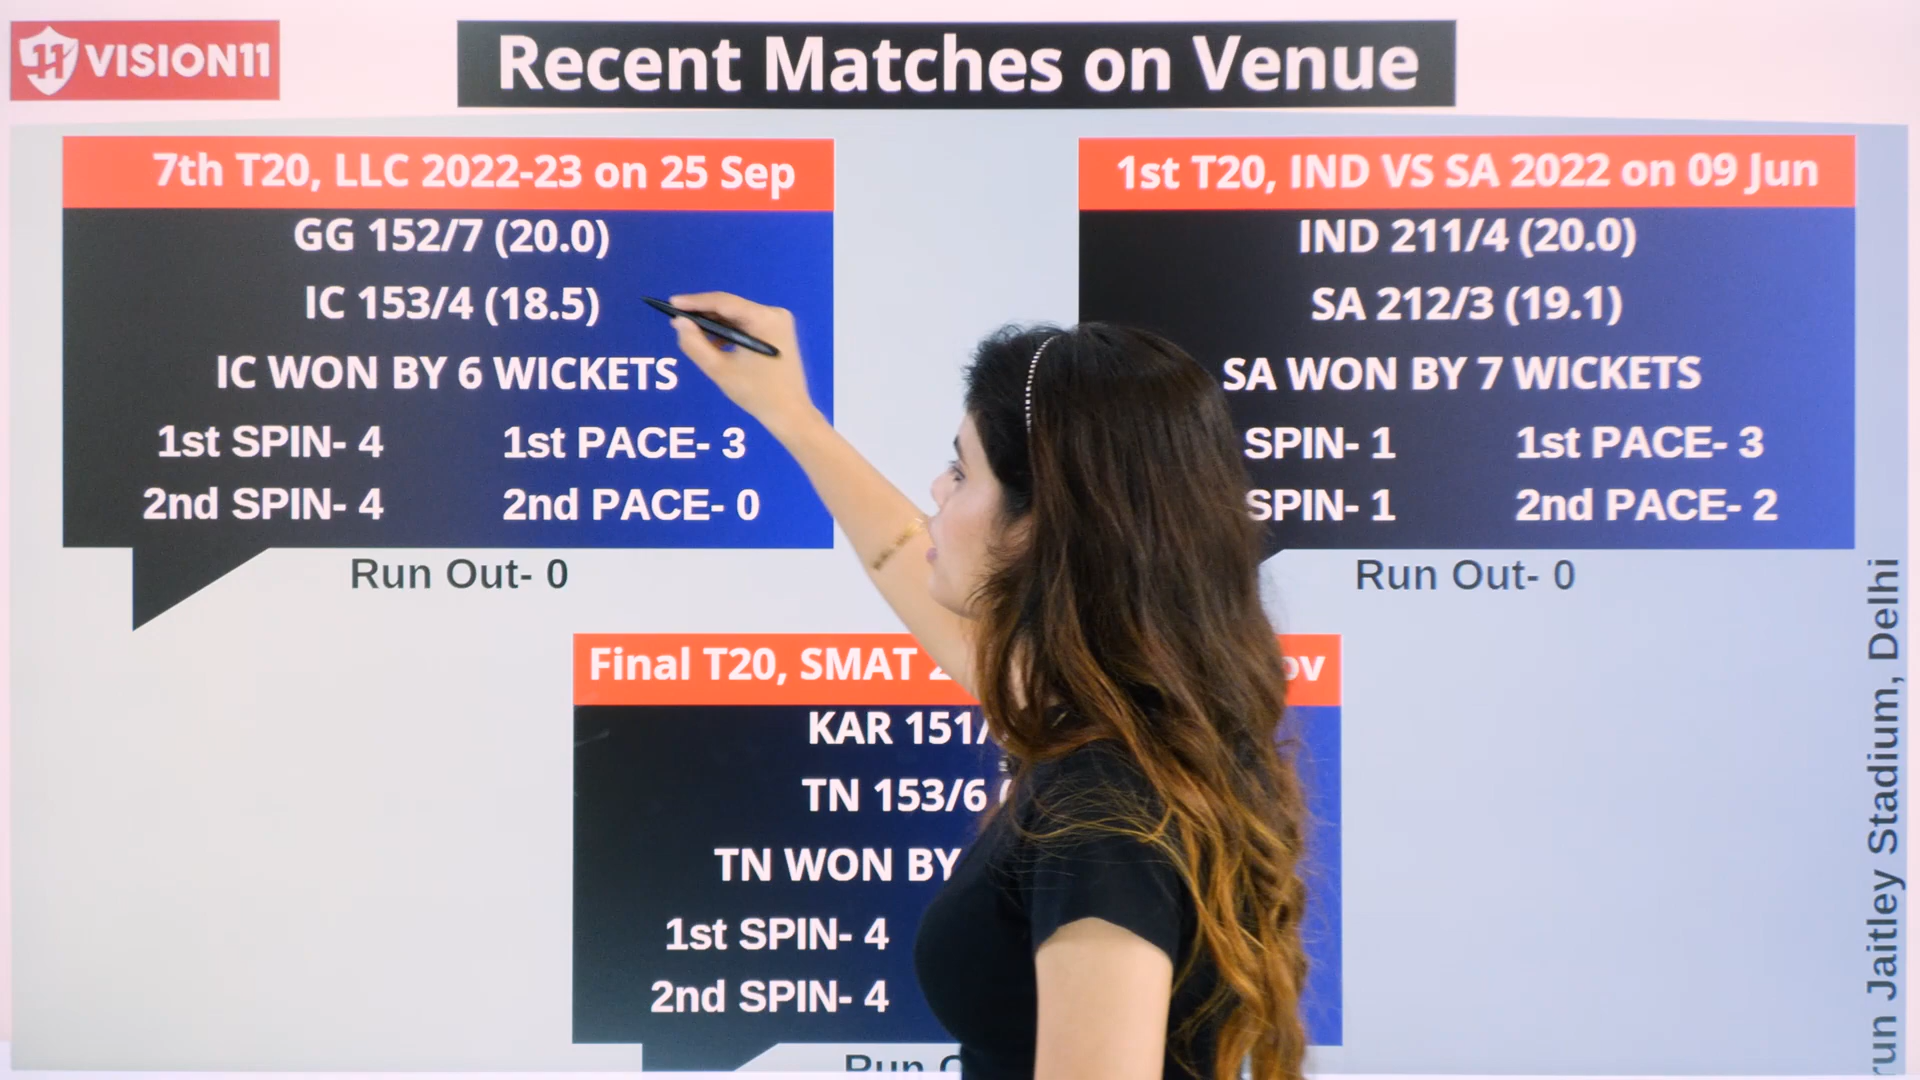 VISION11
Recent Matches on Venue
7th T20, LLC 2022-23 on 25 Sep
GG 152/7 (20.0)
IC 153/4 (18.5)
IC WON BY 6 WICKETS
1st SPIN- 4 1st PACE- 3
2nd SPIN- 4 2nd PACE- 0
Run Out- 0
1st T20, IND VS SA 2022 on 09 Jun
IND 211/4 (20.0)
SA 212/3 (19.1)
SA WON BY 7 WICKETS
SPIN- 1 1st PACE- 3
SPIN- 1 2nd PACE- 2
Run Out- 0
Final T20, SMAT
KAR 151/
TN 153/6
TN WON BY
1st SPIN- 4
2nd SPIN- 4
Run
Jaitley Stadium, Delhi